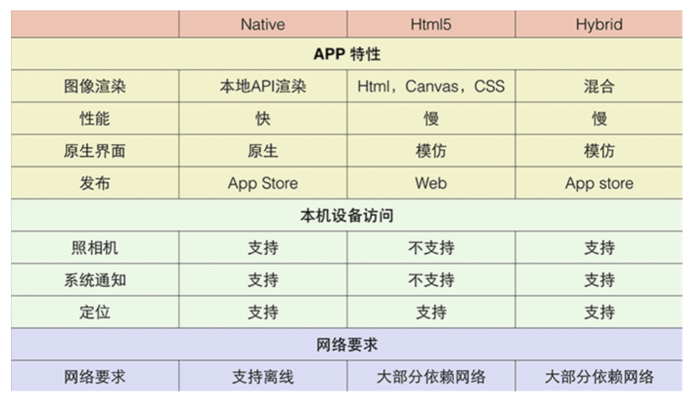 Native Html5 Hybrid
APP 特性
图像渲染 本地API渲染 Html，Canvas，CSS 混合
性能 快 慢 慢
原生界面 原生 模仿 模仿
发布 App Store Web App store
本机设备访问
照相机 支持 不支持 支持
系统通知 支持 不支持 支持
定位 支持 支持 支持
网络要求
网络要求 支持离线 大部分依赖网络 大部分依赖网络